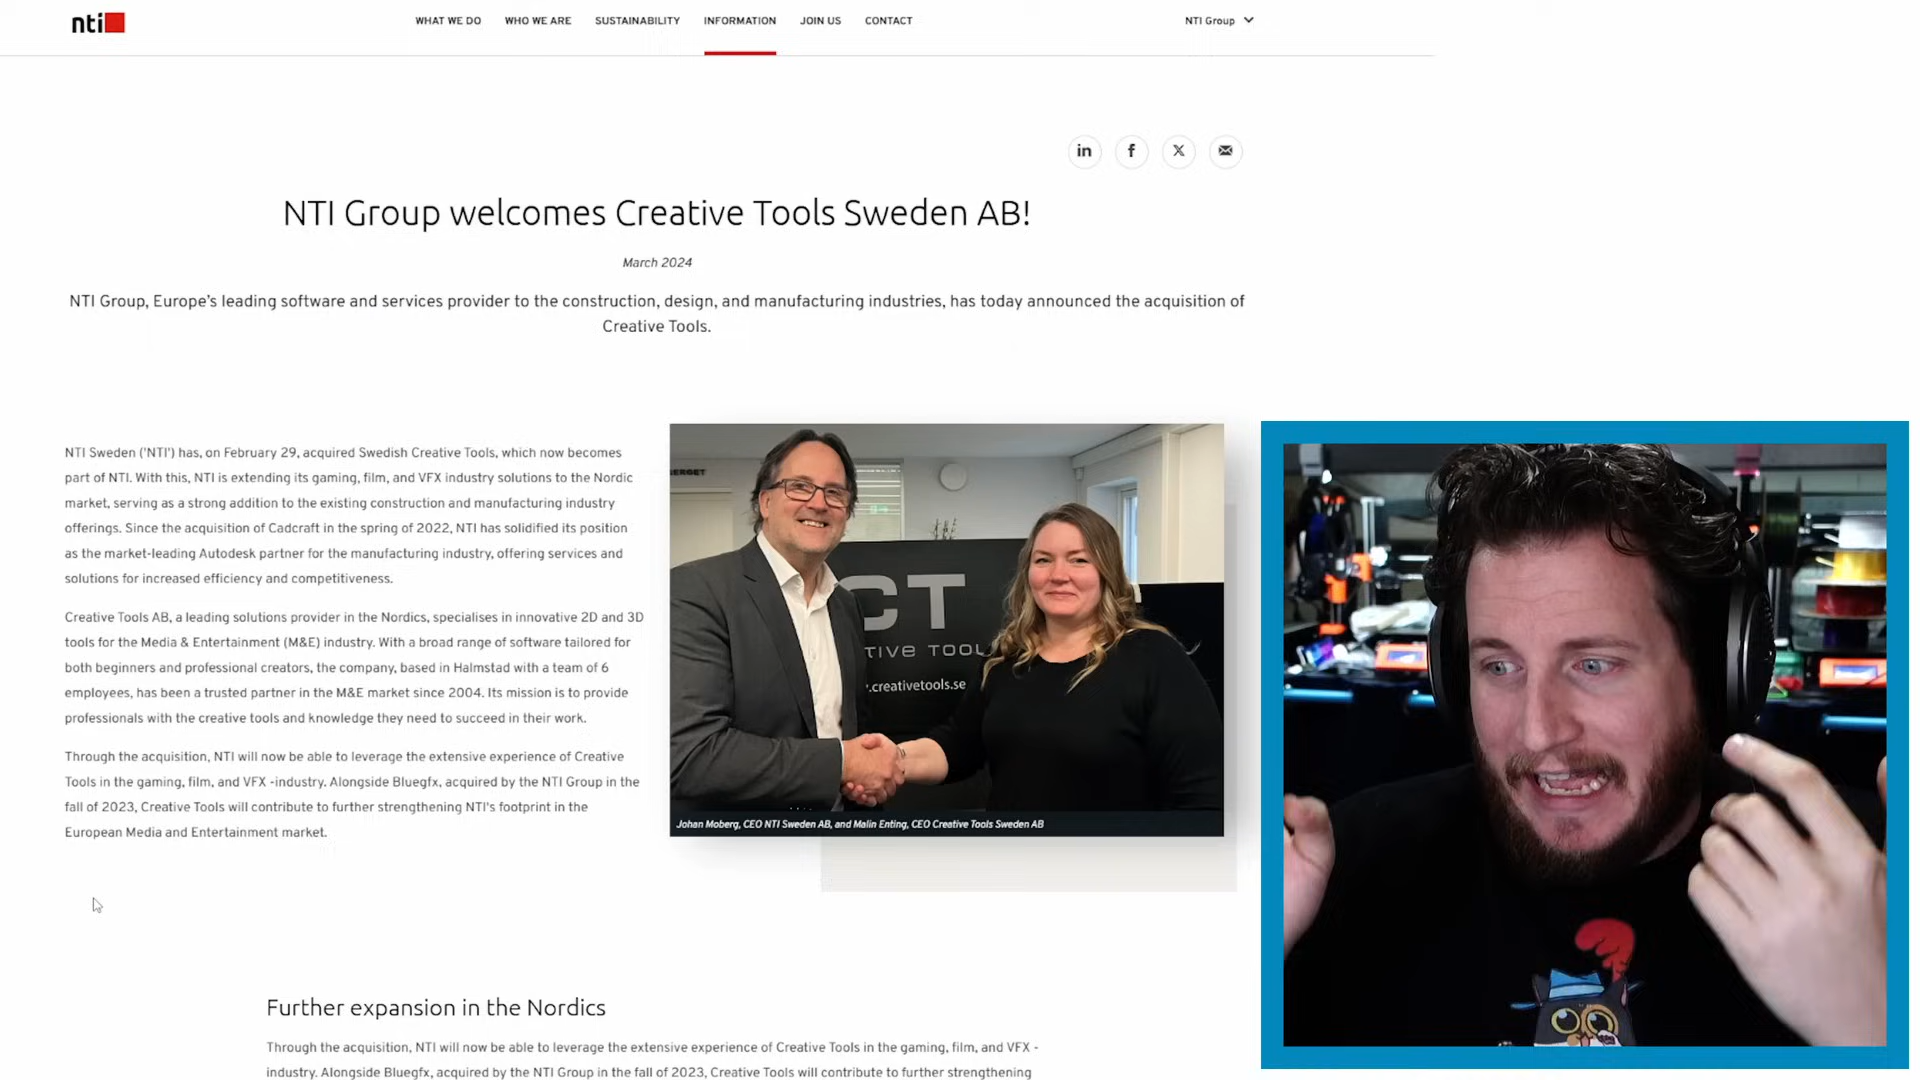 nti
WHAT WE DO WHO WE ARE SUSTAINABILITY INFORMATION JOIN US CONTACT
NTI Group
in f X
NTI Group welcomes Creative Tools Sweden AB!
March 2024
NTI Group, Europe's leading software and services provider to the construction, design, and manufacturing industries, has today announced the acquisition of
Creative Tools.
NTI Sweden ('NTI') has, on February 29, acquired Swedish Creative Tools, which now becomes
part of NTI. With this, NTI is extending its gaming, film, and VFX industry solutions to the Nordic
market, serving as a strong addition to the existing construction and manufacturing industry
offerings. Since the acquisition of Cadcraft in the spring of 2022, NTI has solidified its position
as the market-leading Autodesk partner for the manufacturing industry, offering services and
solutions for increased efficiency and competitiveness.
Creative Tools AB, a leading solutions provider in the Nordics, specialises in innovative 2D and 3D
tools for the Media & Entertainment (M&E) industry. With a broad range of software tailored for
both beginners and professional creators, the company, based in Halmstad with a team of 6
employees, has been a trusted partner in the M&E market since 2004. Its mission is to provide
professionals with the creative tools and knowledge they need to succeed in their work.
Through the acquisition, NTI will now be able to leverage the extensive experience of Creative
Tools in the gaming, film, and VFX -industry. Alongside Bluegfx, acquired by the NTI Group in the
fall of 2023, Creative Tools will contribute to further strengthening NTI's footprint in the
European Media and Entertainment market.
ERGET
CT
TIVE TOOL
.creativetools.se
Johan Moberg, CEO NTI Sweden AB, and Malin Enting, CEO Creative Tools Sweden AB
Further expansion in the Nordics
Through the acquisition, NTI will now be able to leverage the extensive experience of Creative Tools in the gaming, film, and VFX -
industry. Alongside Bluegfx, acquired by the NTI Group in the fall of 2023, Creative Tools will contribute to further strengthening